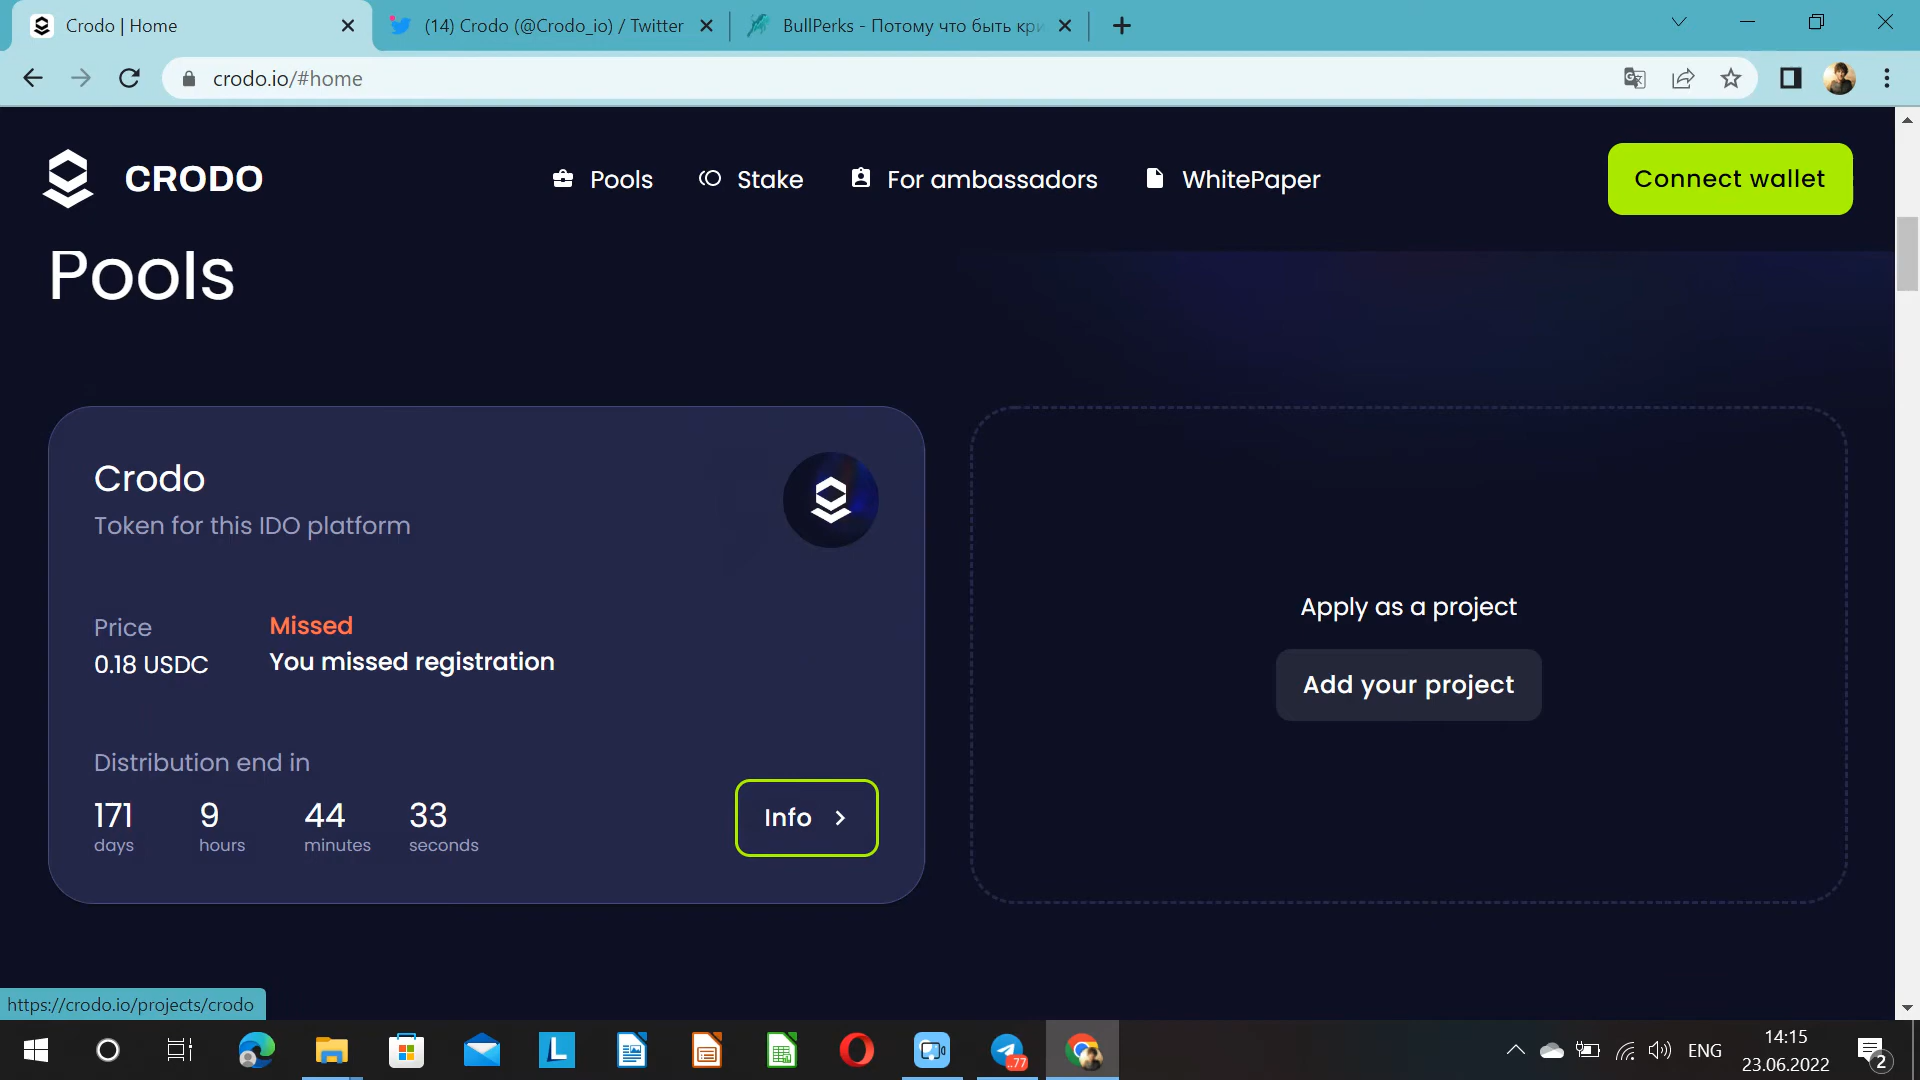 Crodo | Home
(14) Crodo (@Crodo_io) / Twitter
BullPerks - Потому что быть кри
crodo.io/#home
CRODO
Pools
Stake
For ambassadors
WhitePaper
Connect wallet
Pools
Crodo
Token for this IDO platform
Price
0.18 USDC
Missed
You missed registration
Distribution end in
171
days
9
hours
44
minutes
33
seconds
Info
Apply as a project
Add your project
https://crodo.io/projects/crodo
L
..77
ENG
14:15
23.06.2022
2